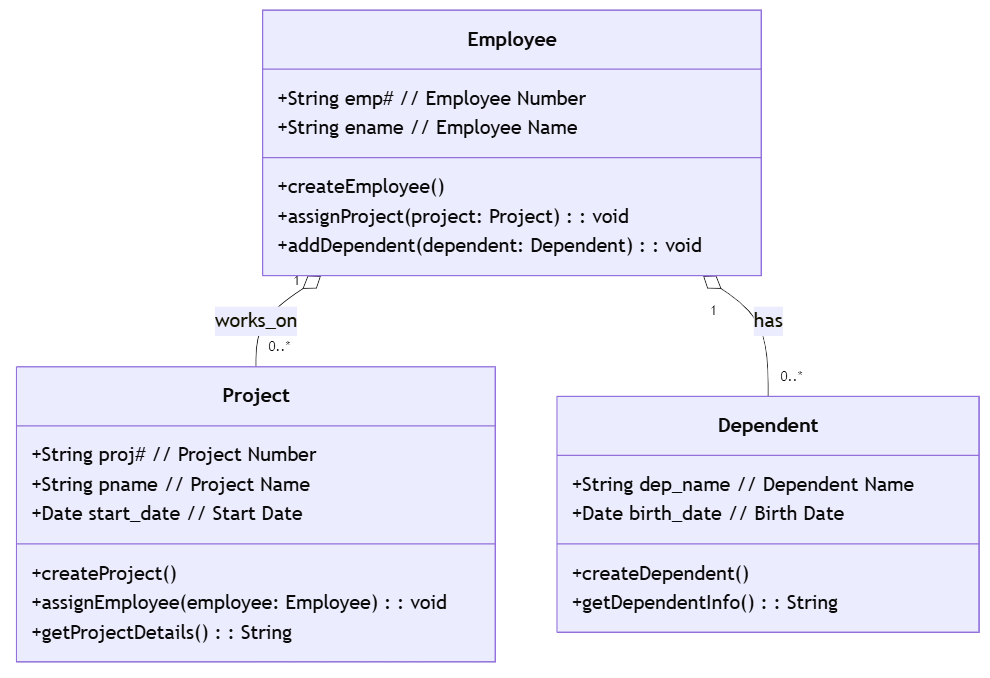 Employee
+String emp# // Employee Number
+String ename // Employee Name
+createEmployee()
+assignProject(project: Project) : : void
+addDependent(dependent: Dependent) : : void
1
works_on
0..*
1
has
0..*
Project
+String proj# // Project Number
+String pname // Project Name
+Date start_date // Start Date
+createProject()
+assignEmployee(employee: Employee) : : void
+getProjectDetails() : : String
Dependent
+String dep_name // Dependent Name
+Date birth_date // Birth Date
+createDependent()
+getDependentInfo() : : String